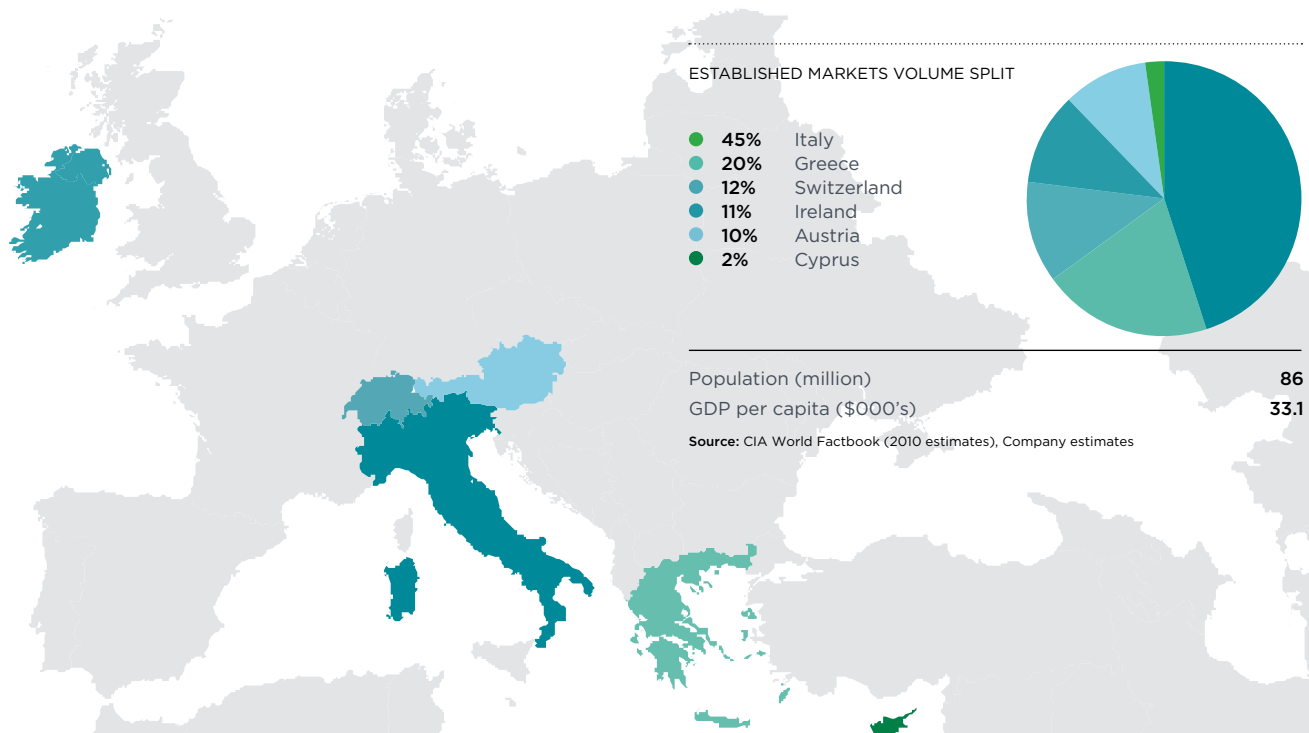 ESTABLISHED MARKETS VOLUME SPLIT
45% Italy
20% Greece
12% Switzerland
11% Ireland
10% Austria
2% Cyprus
Population (million) 86
GDP per capita ($000's) 33.1
Source: CIA World Factbook (2010 estimates), Company estimates